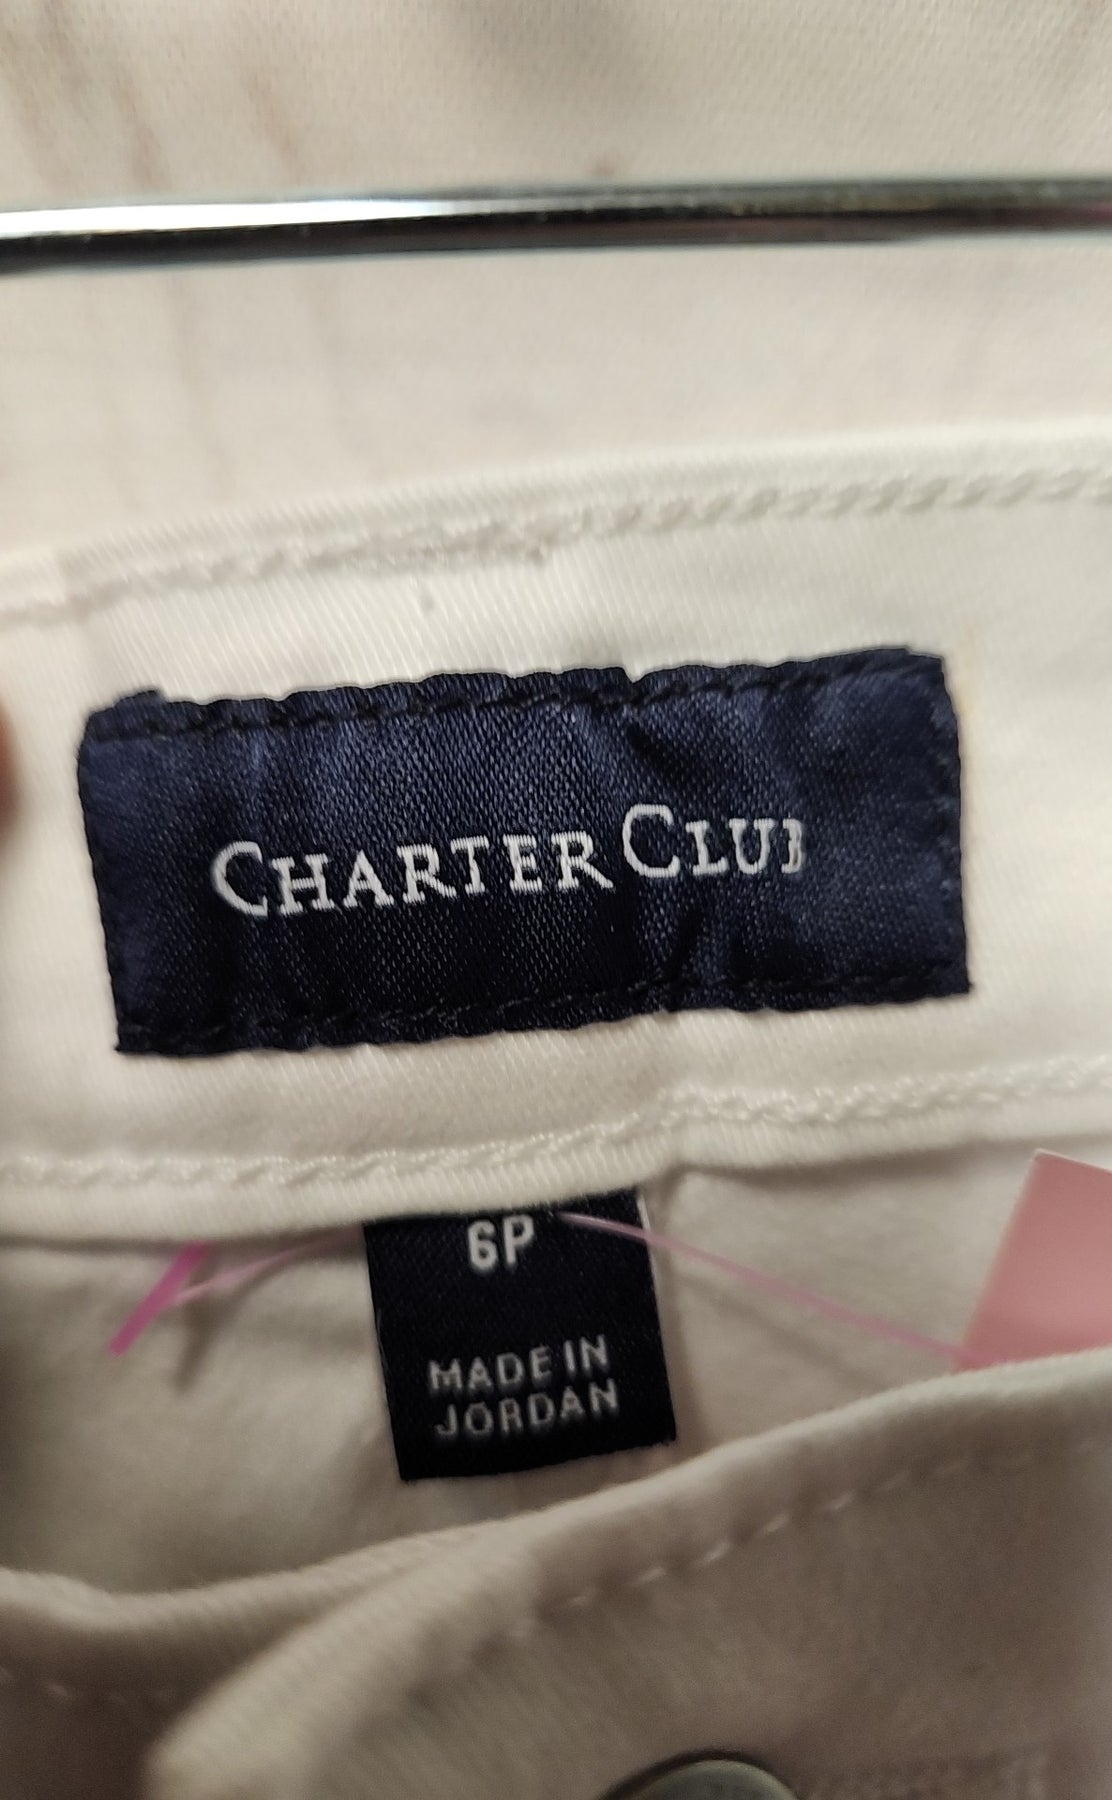 CHARTER CLUB
6P
MADE IN
JORDAN